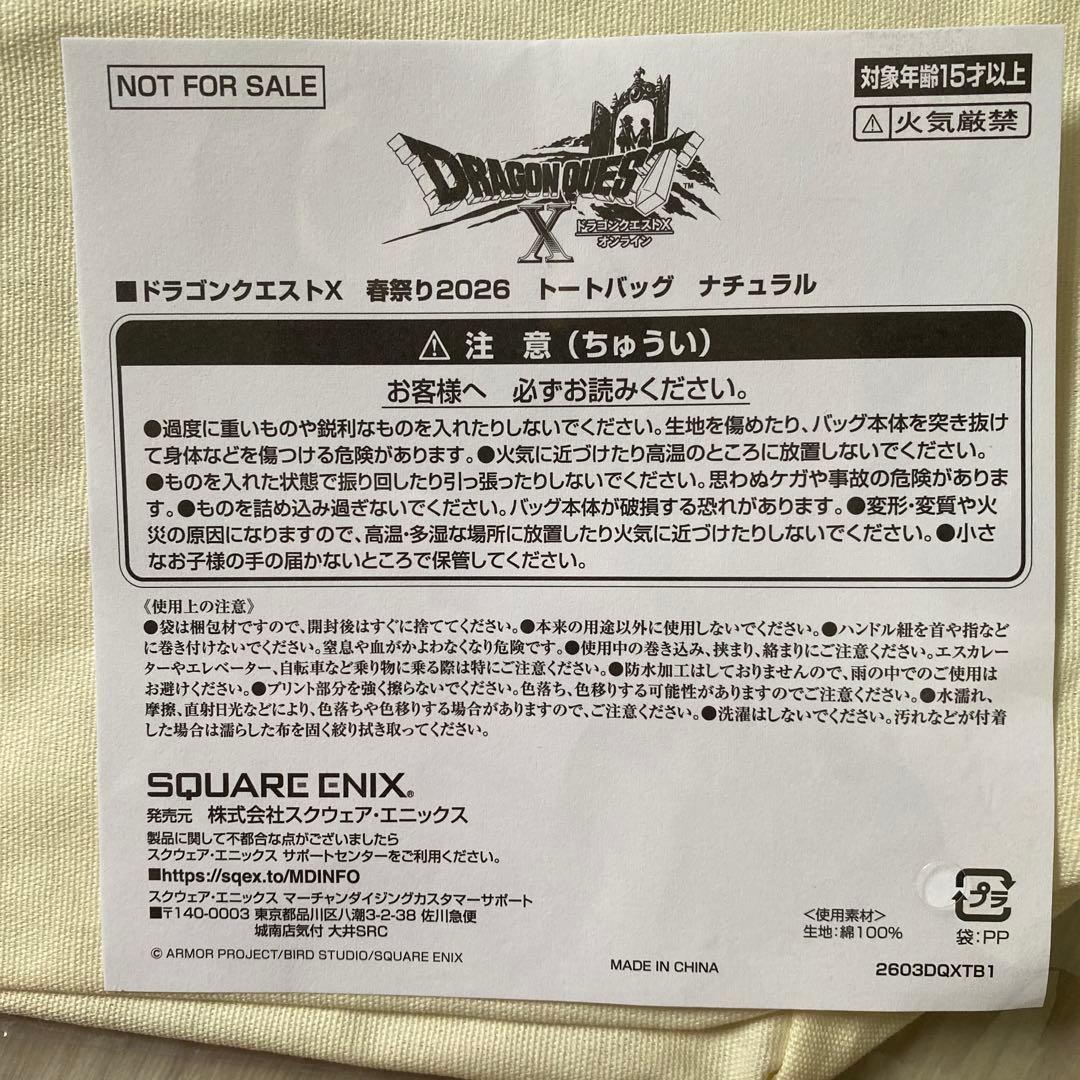 NOT FOR SALE
対象年齢15才以上
⚠火気厳禁
DRAGON QUEST™
X
ドラゴンクエストX
オンライン
■ドラゴンクエストX 春祭り2026 トートバッグ ナチュラル
⚠ 注 意(ちゅうい)
お客様へ 必ずお読みください。
●過度に重いものや鋭利なものを入れたりしないでください。生地を傷めたり、バッグ本体を突き抜け
て身体などを傷つける危険があります。●火気に近づけたり高温のところに放置しないでください。
●ものを入れた状態で振り回したり引っ張ったりしないでください。思わぬケガや事故の危険がありま
す。●ものを詰め込み過ぎないでください。バッグ本体が破損する恐れがあります。●変形・変質や火
災の原因になりますので、高温・多湿な場所に放置したり火気に近づけたりしないでください。●小さ
なお子様の手の届かないところで保管してください。
《使用上の注意》
●袋は梱包材ですので、開封後はすぐに捨ててください。●本来の用途以外に使用しないでください。●ハンドル紐を首や指など
に巻き付けないでください。窒息や血がかよわなくなり危険です。●使用中の巻き込み、挟まり、絡まりにご注意ください。エスカレ
ーターやエレベーター、自転車など乗り物に乗る際は特にご注意ください。●防水加工はしておりませんので、雨の中でのご使用は
お避けください。●プリント部分を強く擦らないでください。色落ち、色移りする可能性がありますのでご注意ください。●水濡れ、
摩擦、直射日光などにより、色落ちや色移りする場合がありますので、ご注意ください。●洗濯はしないでください。汚れなどが付着
した場合は濡らした布を固く絞り拭き取ってください。
SQUARE ENIX®
発売元 株式会社スクウェア・エニックス
製品に関して不都合な点がございましたら
スクウェア・エニックス サポートセンターをご利用ください。
■https://sqex.to/MDINFO
スクウェア・エニックス マーチャンダイジングカスタマーサポート
■〒140-0003 東京都品川区八潮3-2-38 佐川急便
城南店気付 大井SRC
© ARMOR PROJECT/BIRD STUDIO/SQUARE ENIX
MADE IN CHINA
<使用素材>
生地:綿100%
プラ
袋:PP
2603DQXTB1